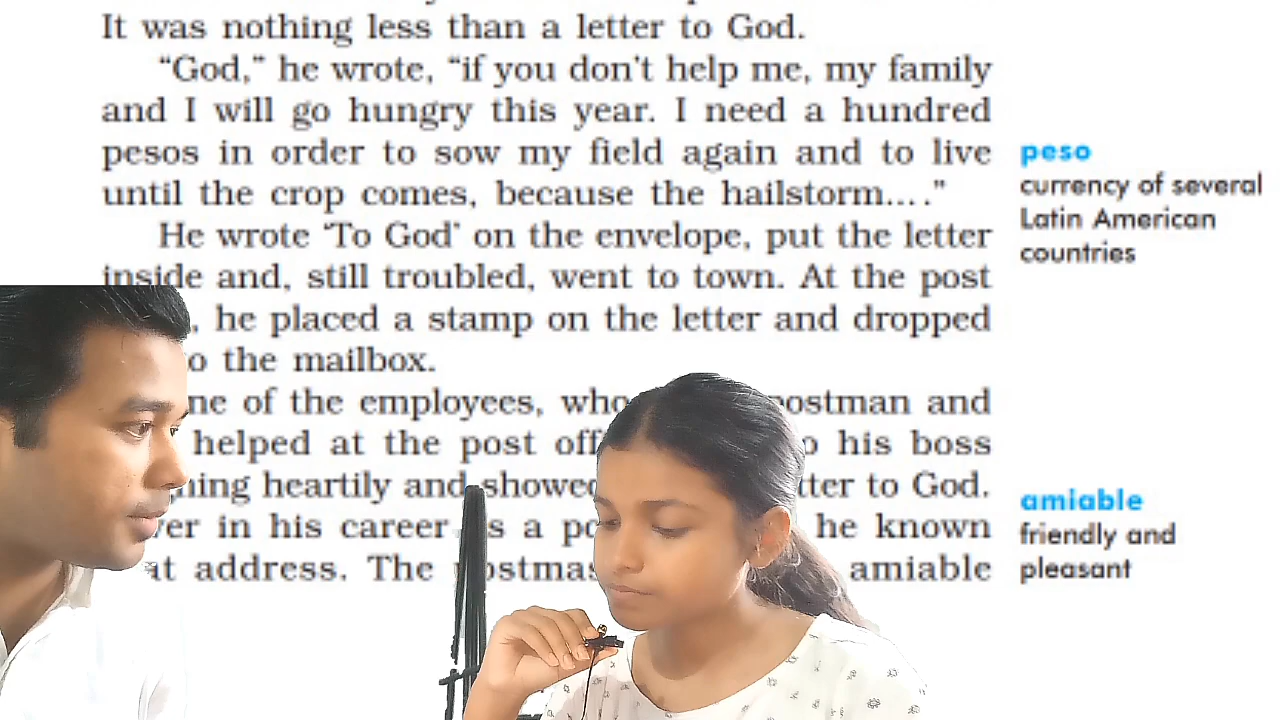 It was nothing less than a letter to God.
“God,” he wrote, “if you don’t help me, my family
and I will go hungry this year. I need a hundred
pesos in order to sow my field again and to live
until the crop comes, because the hailstorm....”
He wrote ‘To God’ on the envelope, put the letter
inside and, still troubled, went to town. At the post
he placed a stamp on the letter and dropped
the mailbox.
of the employees, postman and
helped at the post his boss
heartily and to God.
in his career a he known
address. The amiable
peso
currency of several
Latin American
countries
amiable
friendly and
pleasant